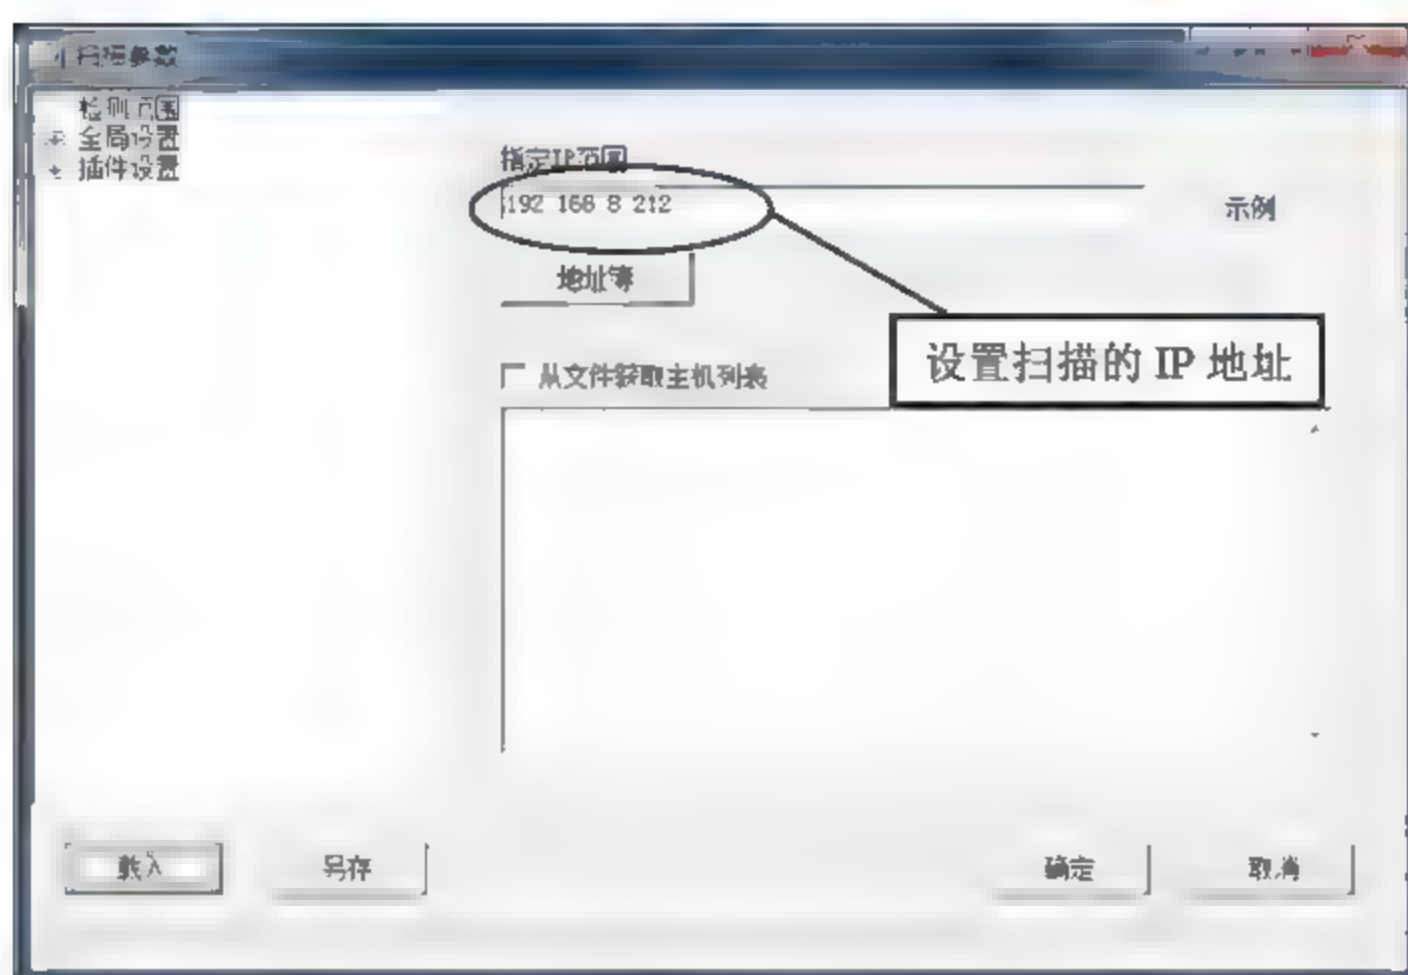 扫描参数
检测范围
全局设置
插件设置
指定IP范围
192 168 8 212
示例
地址簿
设置扫描的 IP 地址
从文件获取主机列表
载入
另存
确定
取消